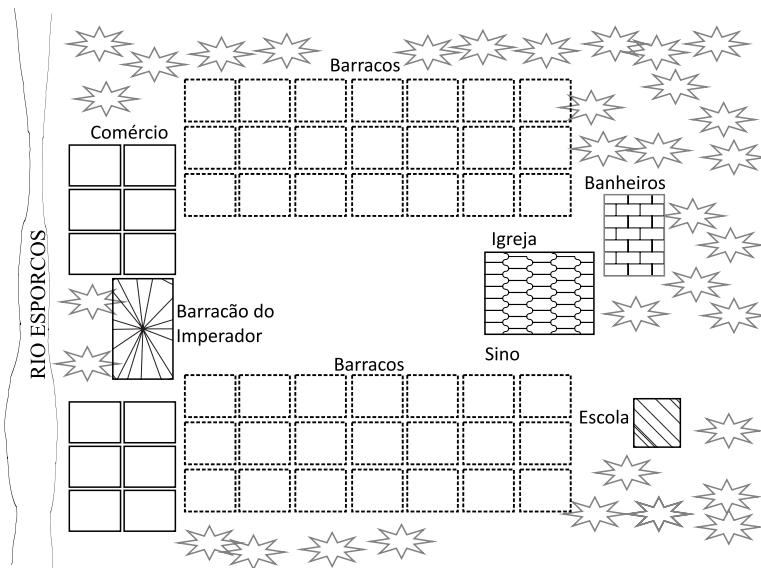 Barracos
Comércio
Banheiros
Igreja
RIO ESPORCOS
Barracão do
Imperador
Sino
Barracos
Escola